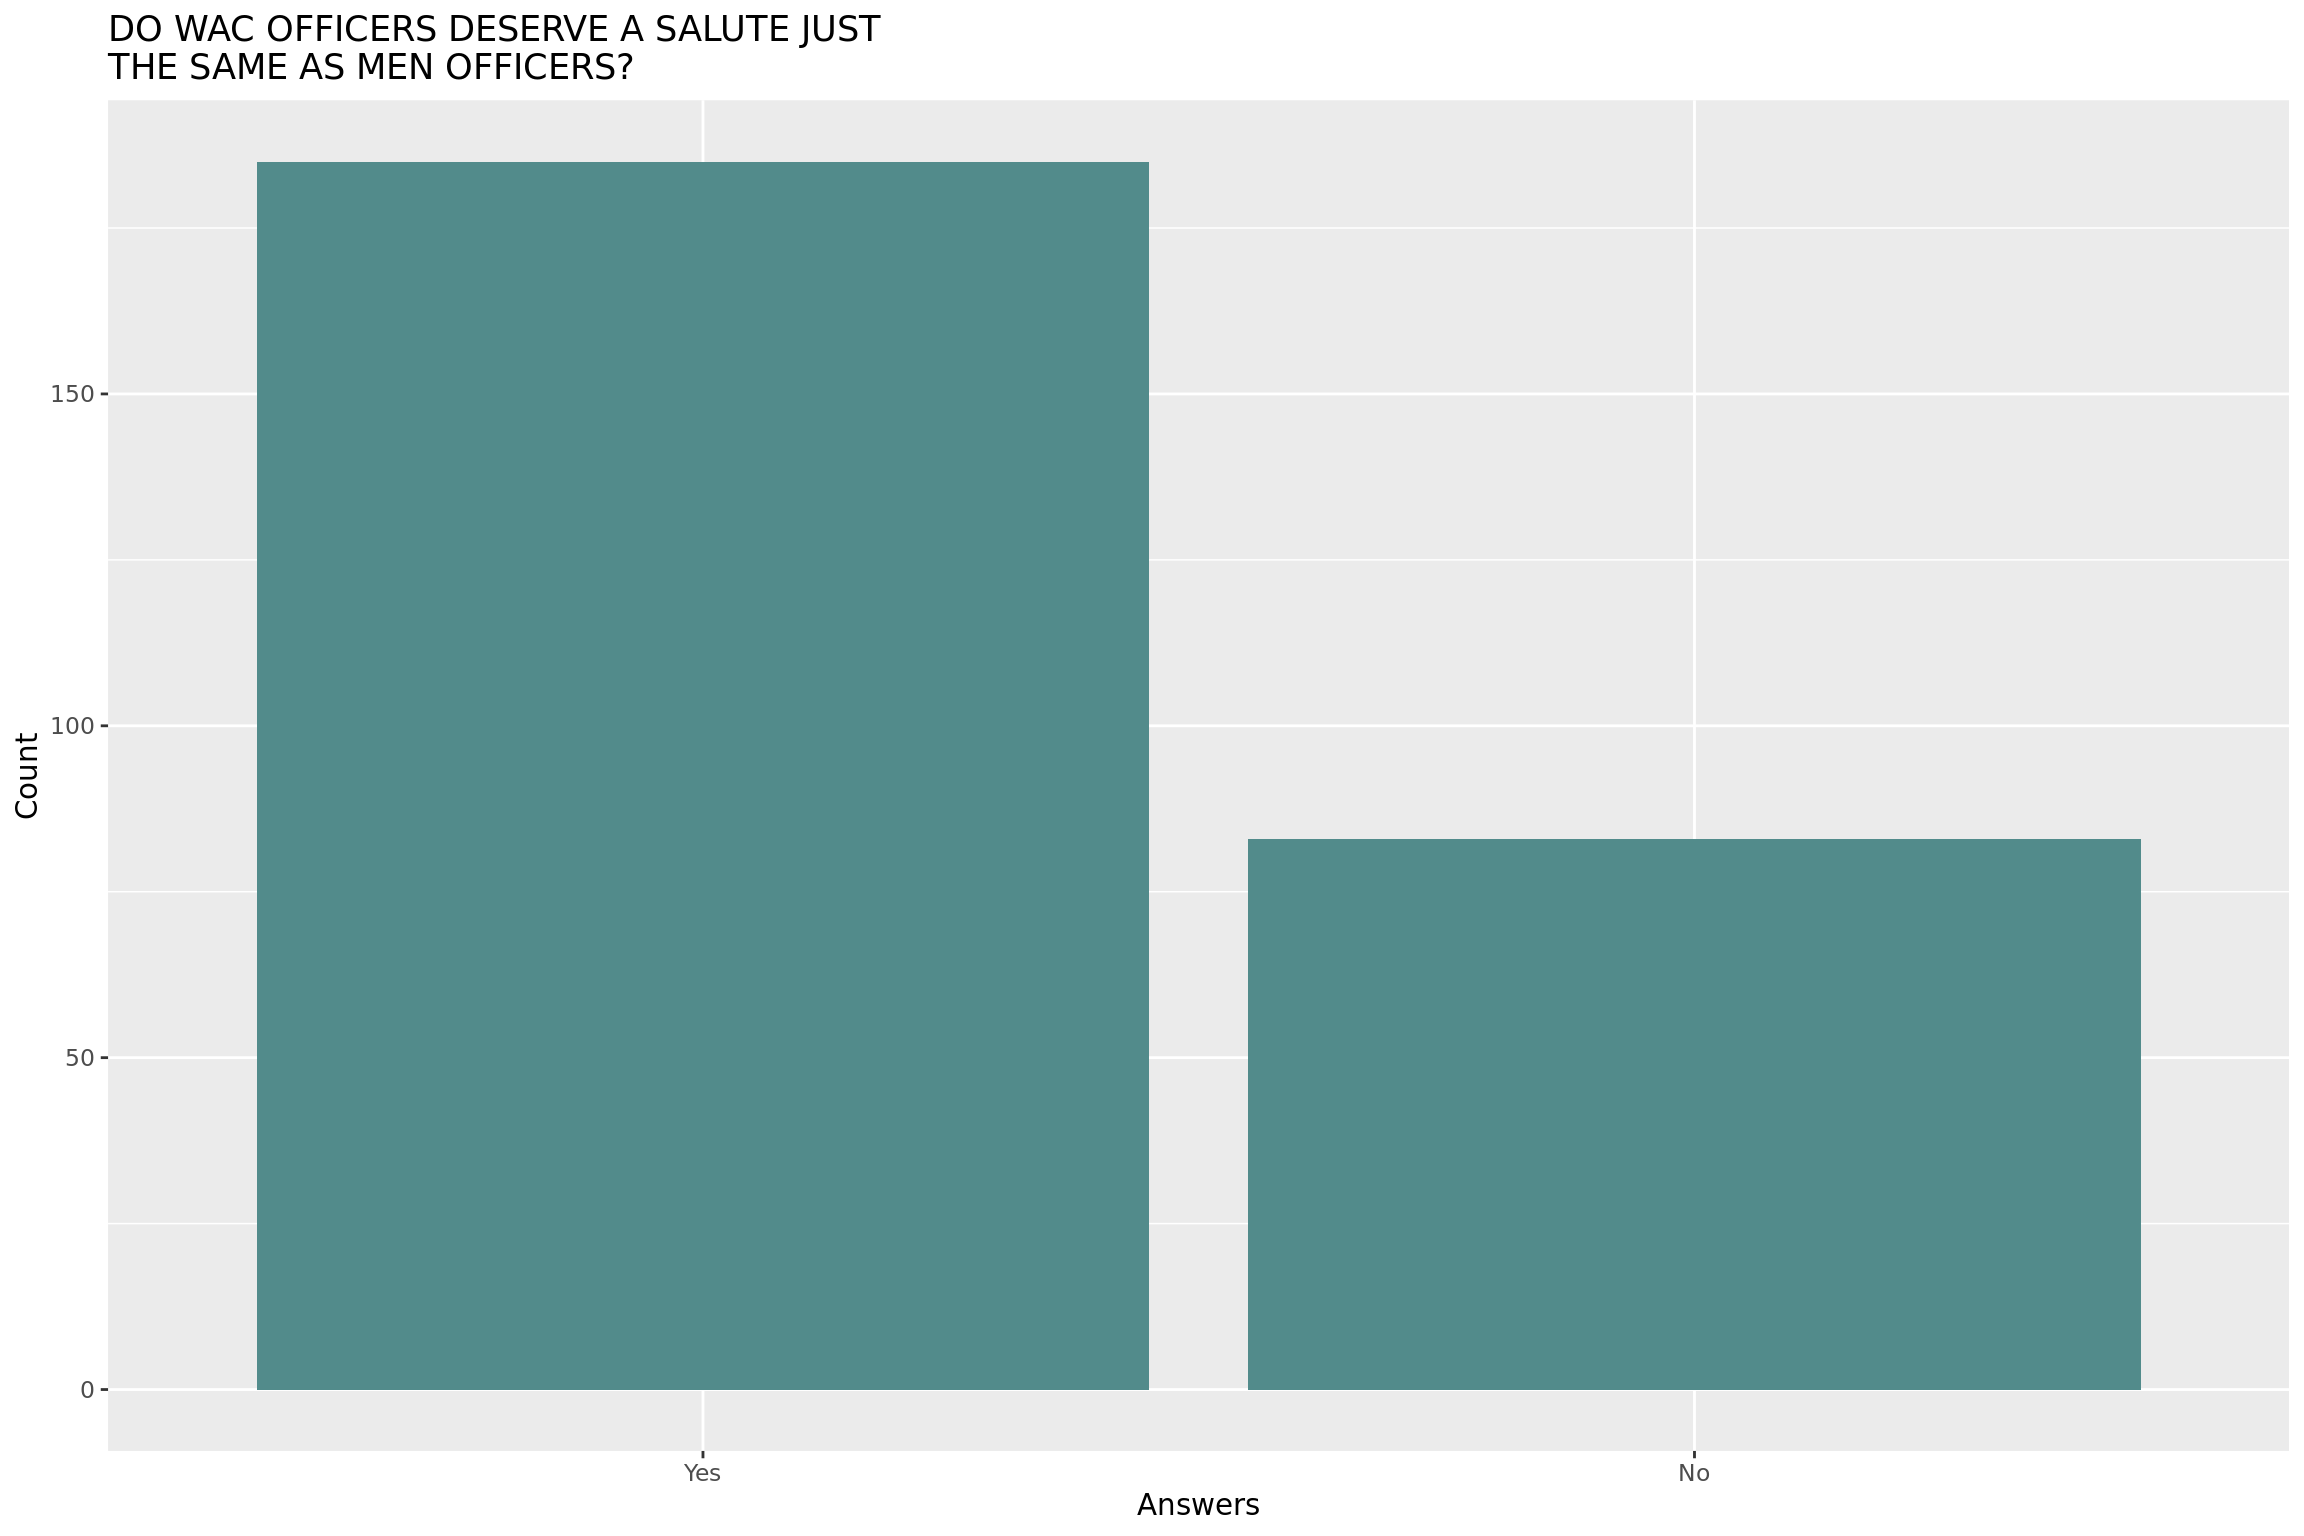 DO WAC OFFICERS DESERVE A SALUTE JUST
THE SAME AS MEN OFFICERS?
Count
150
100
50
0
Yes
No
Answers